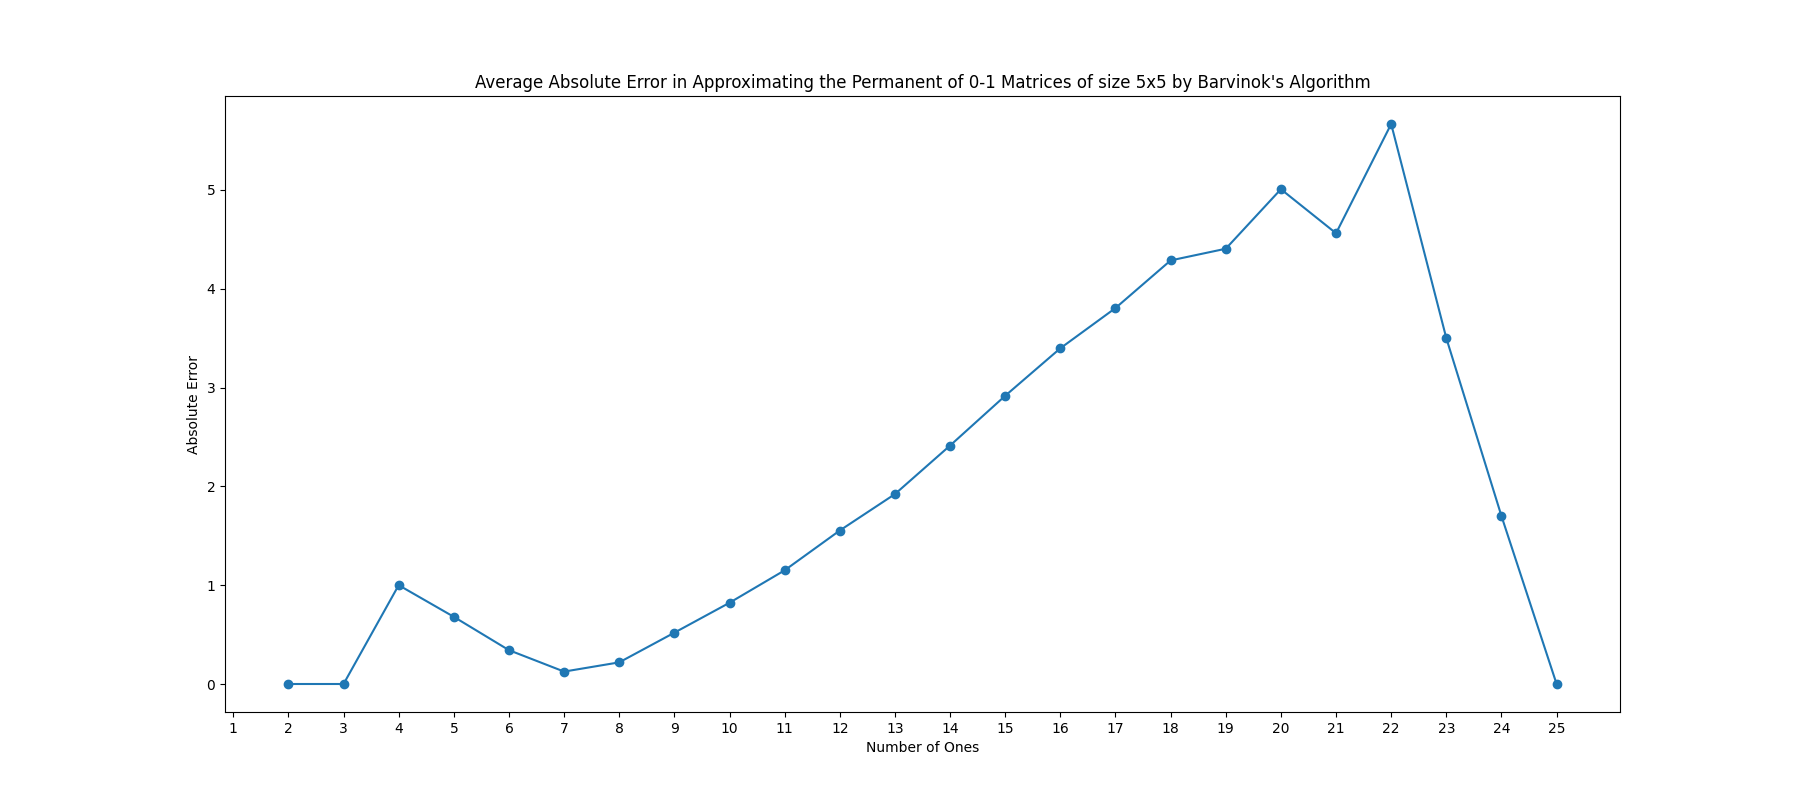 Average Absolute Error in Approximating the Permanent of 0-1 Matrices of size 5x5 by Barvinok's Algorithm
Absolute Error
5
4
3
2
1
0
1 2 3 4 5 6 7 8 9 10 11 12 13 14 15 16 17 18 19 20 21 22 23 24 25
Number of Ones